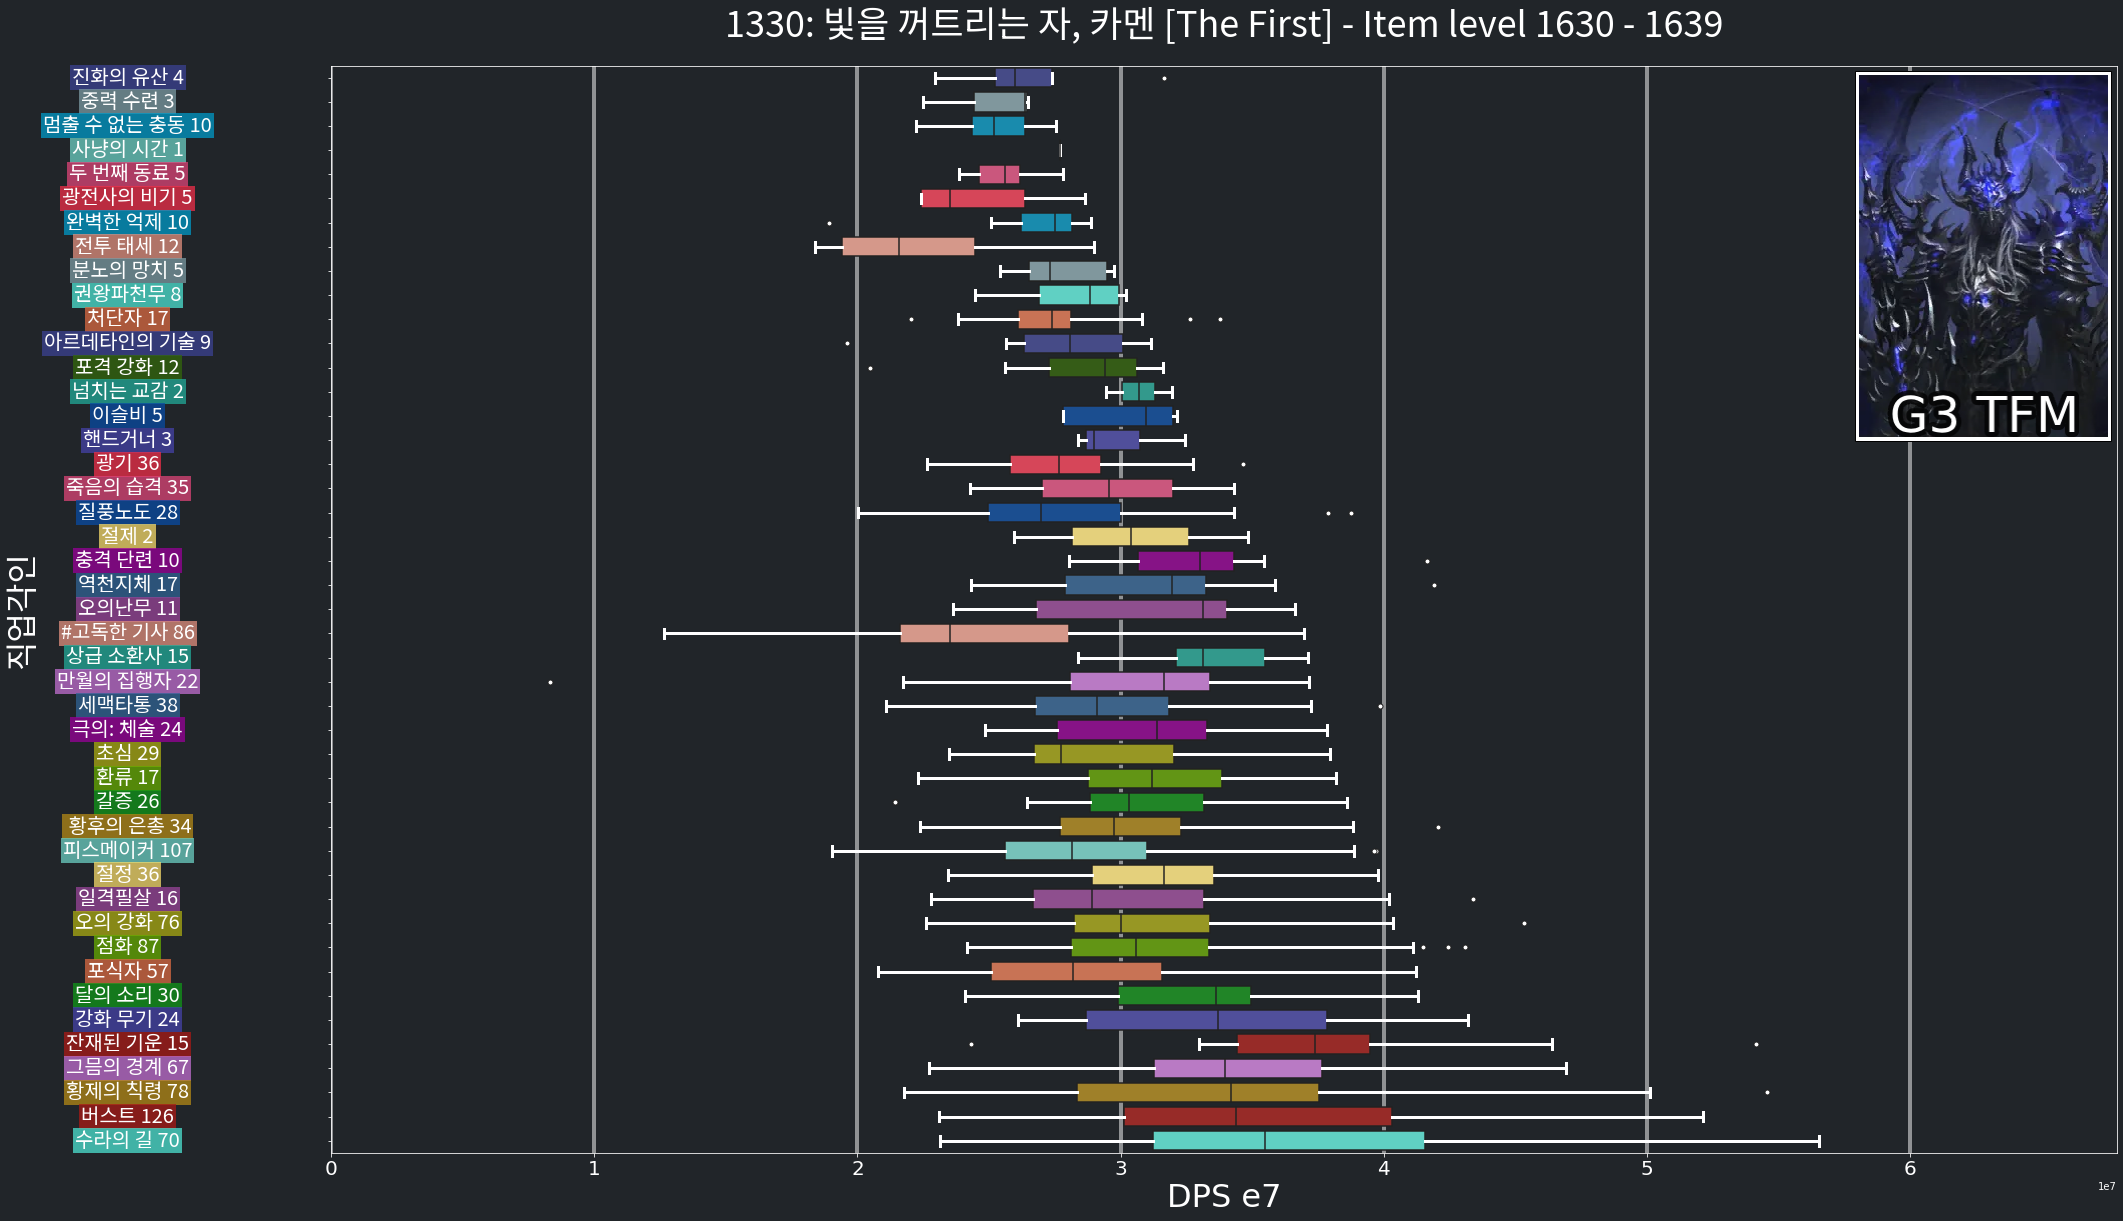 1330: 빛을 꺼트리는 자, 카멘 [The First] - Item level 1630 - 1639
진화의 유산 4
중력 수련 3
멈출 수 없는 충동 10
사냥의 시간 1
두 번째 동료 5
광전사의 비기 5
완벽한 억제 10
전투 태세 12
분노의 망치 5
권왕파천무 8
처단자 17
아르데타인의 기술 9
포격 강화 12
넘치는 교감 2
이슬비 5
핸드거너 3
광기 36
죽음의 습격 35
질풍노도 28
절제 2
충격 단련 10
역천지체 17
오의난무 11
#고독한 기사 86
상급 소환사 15
만월의 집행자 22
세맥타통 38
극의: 체술 24
초심 29
환류 17
갈증 26
황후의 은총 34
피스메이커 107
절정 36
일격필살 16
오의 강화 76
점화 87
포식자 57
달의 소리 30
강화 무기 24
잔재된 기운 15
그믐의 경계 67
황제의 칙령 78
버스트 126
수라의 길 70
직업각인
G3 TFM
0 1 2 3 4 5 6
1e7
DPS e7